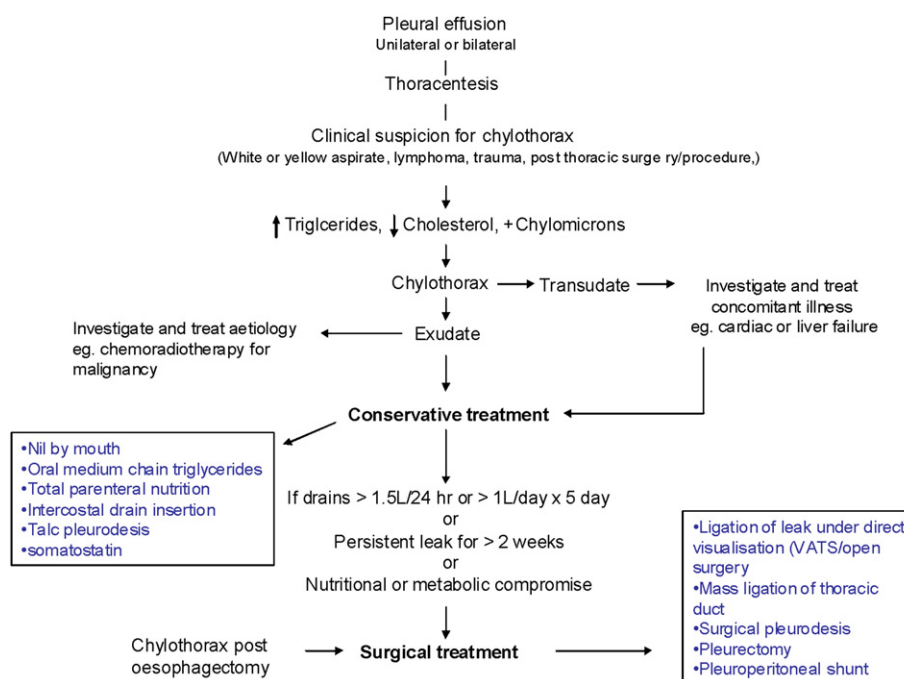 Pleural effusion
Unilateral or bilateral
Thoracentesis
Clinical suspicion for chylothorax
(White or yellow aspirate, lymphoma, trauma, post thoracic surge ry/procedure,)
Triglcerides, Cholesterol, +Chylomicrons
Chylothorax
Transudate
Investigate and treat
concomitant illness
eg. cardiac or liver failure
Exudate
Investigate and treat aetiology
eg. chemoradiotherapy for
malignancy
Conservative treatment
•Nil by mouth
•Oral medium chain triglycerides
•Total parenteral nutrition
•Intercostal drain insertion
•Talc pleurodesis
•somatostatin
If drains > 1.5L/24 hr or > 1L/day x 5 day
or
Persistent leak for > 2 weeks
or
Nutritional or metabolic compromise
Chylothorax post
oesophagectomy
Surgical treatment
•Ligation of leak under direct
visualisation (VATS/open
surgery
•Mass ligation of thoracic
duct
•Surgical pleurodesis
•Pleurectomy
•Pleuroperitoneal shunt